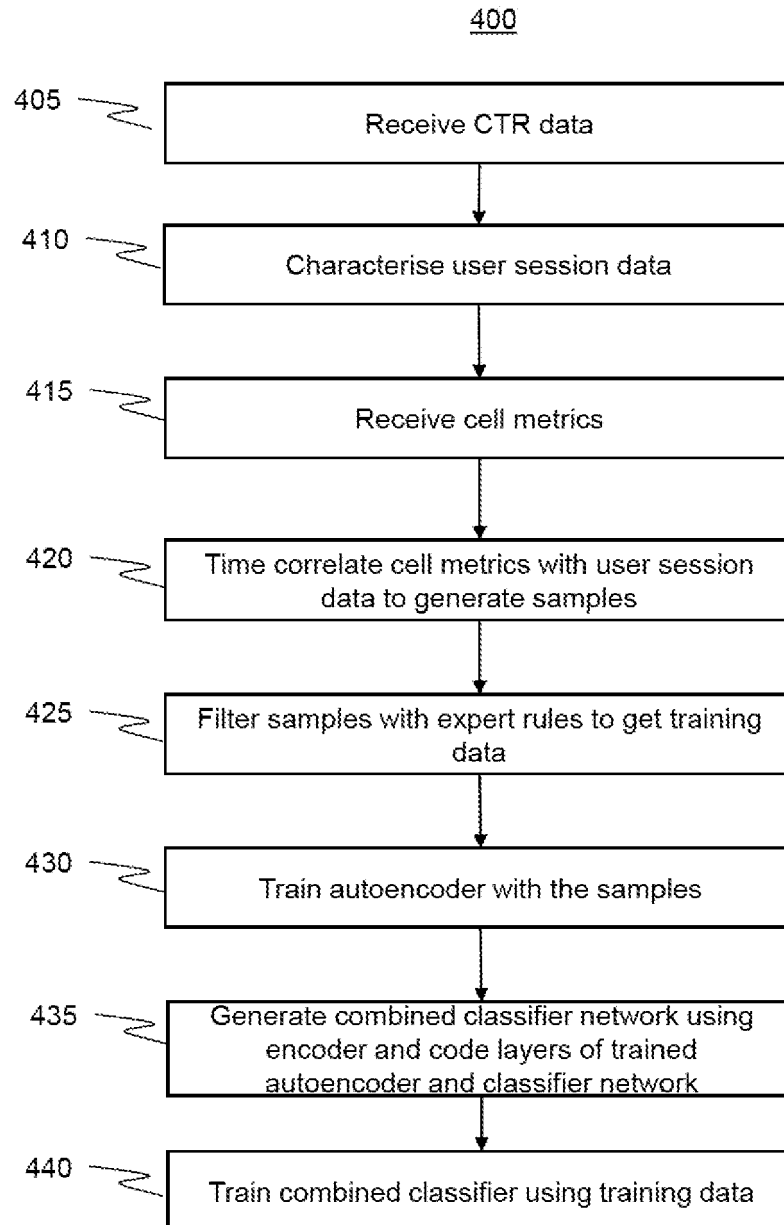 400
405
Receive CTR data
410
Characterise user session data
415
Receive cell metrics
420
Time correlate cell metrics with user session
data to generate samples
425
Filter samples with expert rules to get training
data
430
Train autoencoder with the samples
435
Generate combined classifier network using
encoder and code layers of trained
autoencoder and classifier network
440
Train combined classifier using training data